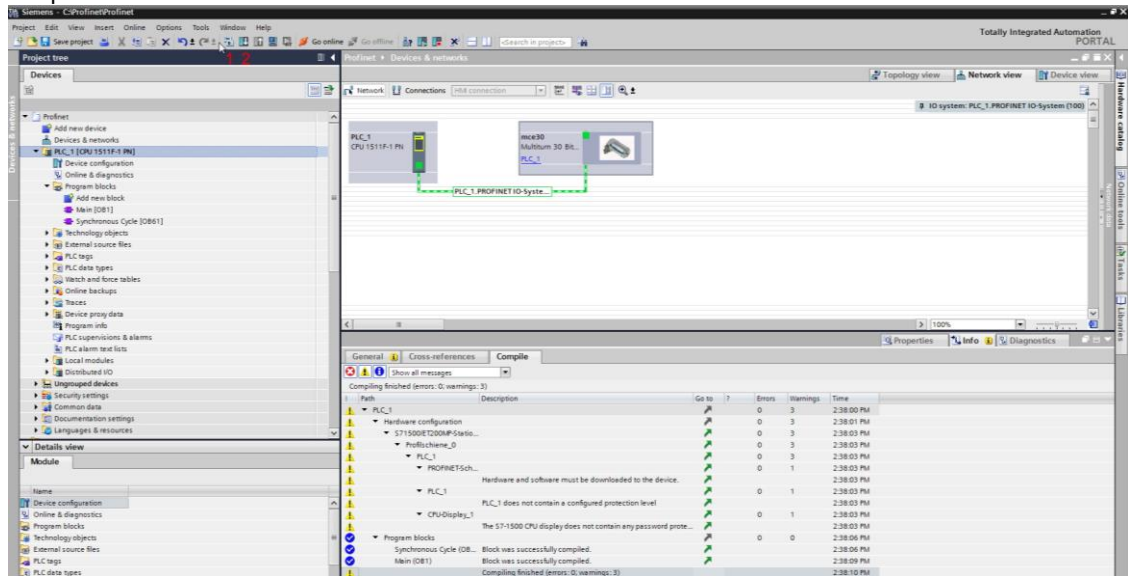 Siemens - C:\Profinet\Profinet
Project Edit View Insert Online Options Tools Window Help
Save project Go online Go offline <Search in project>
Totally Integrated Automation
PORTAL
1 2
Project tree
Profinet Devices & networks
Devices
Topology view Network view Device view
Network Connections HMI connection
IO system: PLC_1.PROFINET IO-System (100)
Profinet
Add new device
Devices & networks
PLC_1 [CPU 1511F-1 PN]
Device configuration
Online & diagnostics
Program blocks
Add new block
Main [OB1]
Synchronous Cycle [OB61]
Technology objects
External source files
PLC tags
PLC data types
Watch and force tables
Online backups
Traces
Device proxy data
Program info
PLC supervisions & alarms
PLC alarm text lists
Local modules
Distributed I/O
Ungrouped devices
Security settings
Common data
Documentation settings
Languages & resources
PLC_1
CPU 1511F-1 PN
mce30
Multiturn 30 Bit...
PLC_1
PLC_1.PROFINET IO-Syste...
100%
Devices & networks
Hardware catalog
Online tools
Tasks
Libraries
Properties Info Diagnostics
General Cross-references Compile
Show all messages
Compiling finished (errors: 0; warnings: 3)
! Path Description Go to ? Errors Warnings Time
PLC_1 0 3 2:38:00 PM
Hardware configuration 0 3 2:38:01 PM
S71500/ET200MP-Statio... 0 3 2:38:03 PM
Profilschiene_0 0 3 2:38:03 PM
PLC_1 0 3 2:38:03 PM
PROFINET-Sch... 0 1 2:38:03 PM
Hardware and software must be downloaded to the device. 2:38:03 PM
PLC_1 0 1 2:38:03 PM
PLC_1 does not contain a configured protection level 2:38:03 PM
CPU-Display_1 0 1 2:38:03 PM
The S7-1500 CPU display does not contain any password prote... 2:38:03 PM
Program blocks 0 0 2:38:06 PM
Synchronous Cycle (OB... Block was successfully compiled. 2:38:06 PM
Main (OB1) Block was successfully compiled. 2:38:09 PM
Compiling finished (errors: 0; warnings: 3) 2:38:10 PM
Details view
Module
Name
Device configuration
Online & diagnostics
Program blocks
Technology objects
External source files
PLC tags
PLC data types